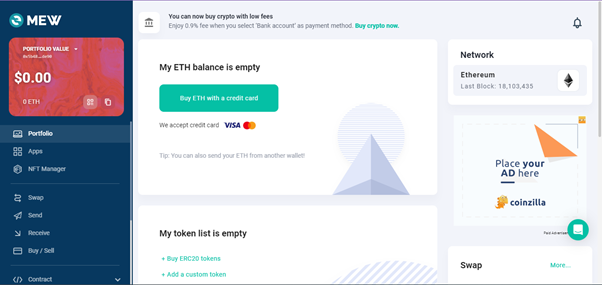 MEW
PORTFOLIO VALUE
$0.00
0 ETH
Portfolio
Apps
NFT Manager
Swap
Send
Receive
Buy / Sell
Contract
You can now buy crypto with low fees
Enjoy 0.9% fee when you select 'Bank account' as payment method. Buy crypto now.
My ETH balance is empty
Buy ETH with a credit card
We accept credit card VISA
Tip: You can also send your ETH from another wallet!
My token list is empty
+ Buy ERC20 tokens
+ Add a custom token
Network
Ethereum
Last Block: 18,103,435
Place your
AD here
coinzilla
Paid Advertisement
Swap
More...